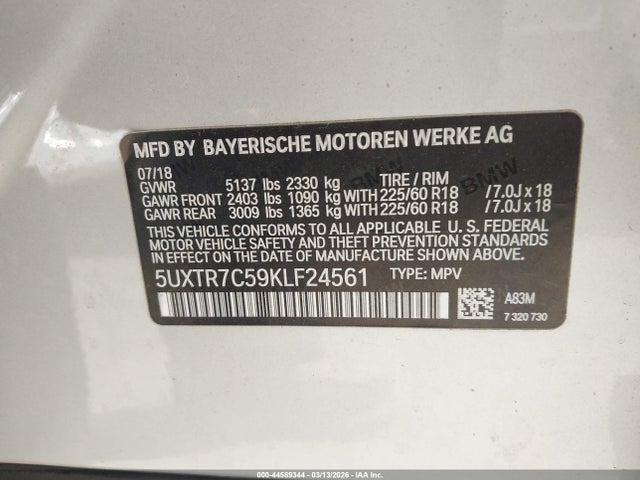 MFD BY BAYERISCHE MOTOREN WERKE AG
07/18
GVWR 5137 lbs 2330 kg TIRE / RIM
GAWR FRONT 2403 lbs 1090 kg WITH 225/60 R18 / 7.0J x 18
GAWR REAR 3009 lbs 1365 kg WITH 225/60 R18 / 7.0J x 18
THIS VEHICLE CONFORMS TO ALL APPLICABLE U. S. FEDERAL
MOTOR VEHICLE SAFETY BUMPER, AND THEFT PREVENTION
STANDARDS IN EFFECT ON THE DATE OF MANUFACTURE SHOWN ABOVE.
5UXTR7C59KLF24561 TYPE: MPV
A83M
7 320 730
000-44589344 | 03/13/2026 - IAA, INC